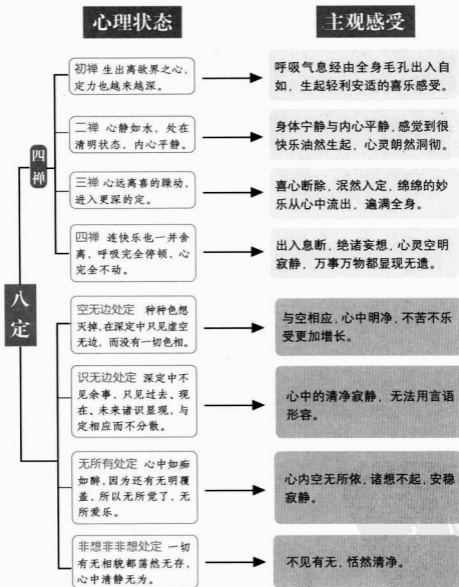 心理状态
主观感受
八定
四禅
初禅 生出离欲界之心，
定力也越来越深。
呼吸气息经由全身毛孔出入自
如，生起轻利安适的喜乐感受。
二禅 心静如水，处在
清明状态，内心平静。
身体宁静与内心平静，感觉到很
快乐油然生起，心灵朗然洞彻。
三禅 心远离喜的躁动，
进入更深的定。
喜心断除，泯然入定，绵绵的妙
乐从心中流出，遍满全身。
四禅 连快乐也一并舍
离，呼吸完全停顿，心
完全不动。
出入息断，绝诸妄想，心灵空明
寂静，万事万物都显现无遗。
空无边处定 种种色想
灭掉，在深定中只见虚空
无边，而没有一切色相。
与空相应，心中明净，不苦不乐
受更加增长。
识无边处定 深定中不
见余事，只见过去、现
在、未来诸识显现，与
定相应而不分散。
心中的清净寂静，无法用言语
形容。
无所有处定 心中如痴
如醉，因为还有无明覆
盖，所以无所觉了，无
所爱乐。
心内空无所依，诸想不起，安稳
寂静。
非想非非想处定 一切
有无相貌都荡然无存，
心中清静无为。
不见有无，恬然清净。